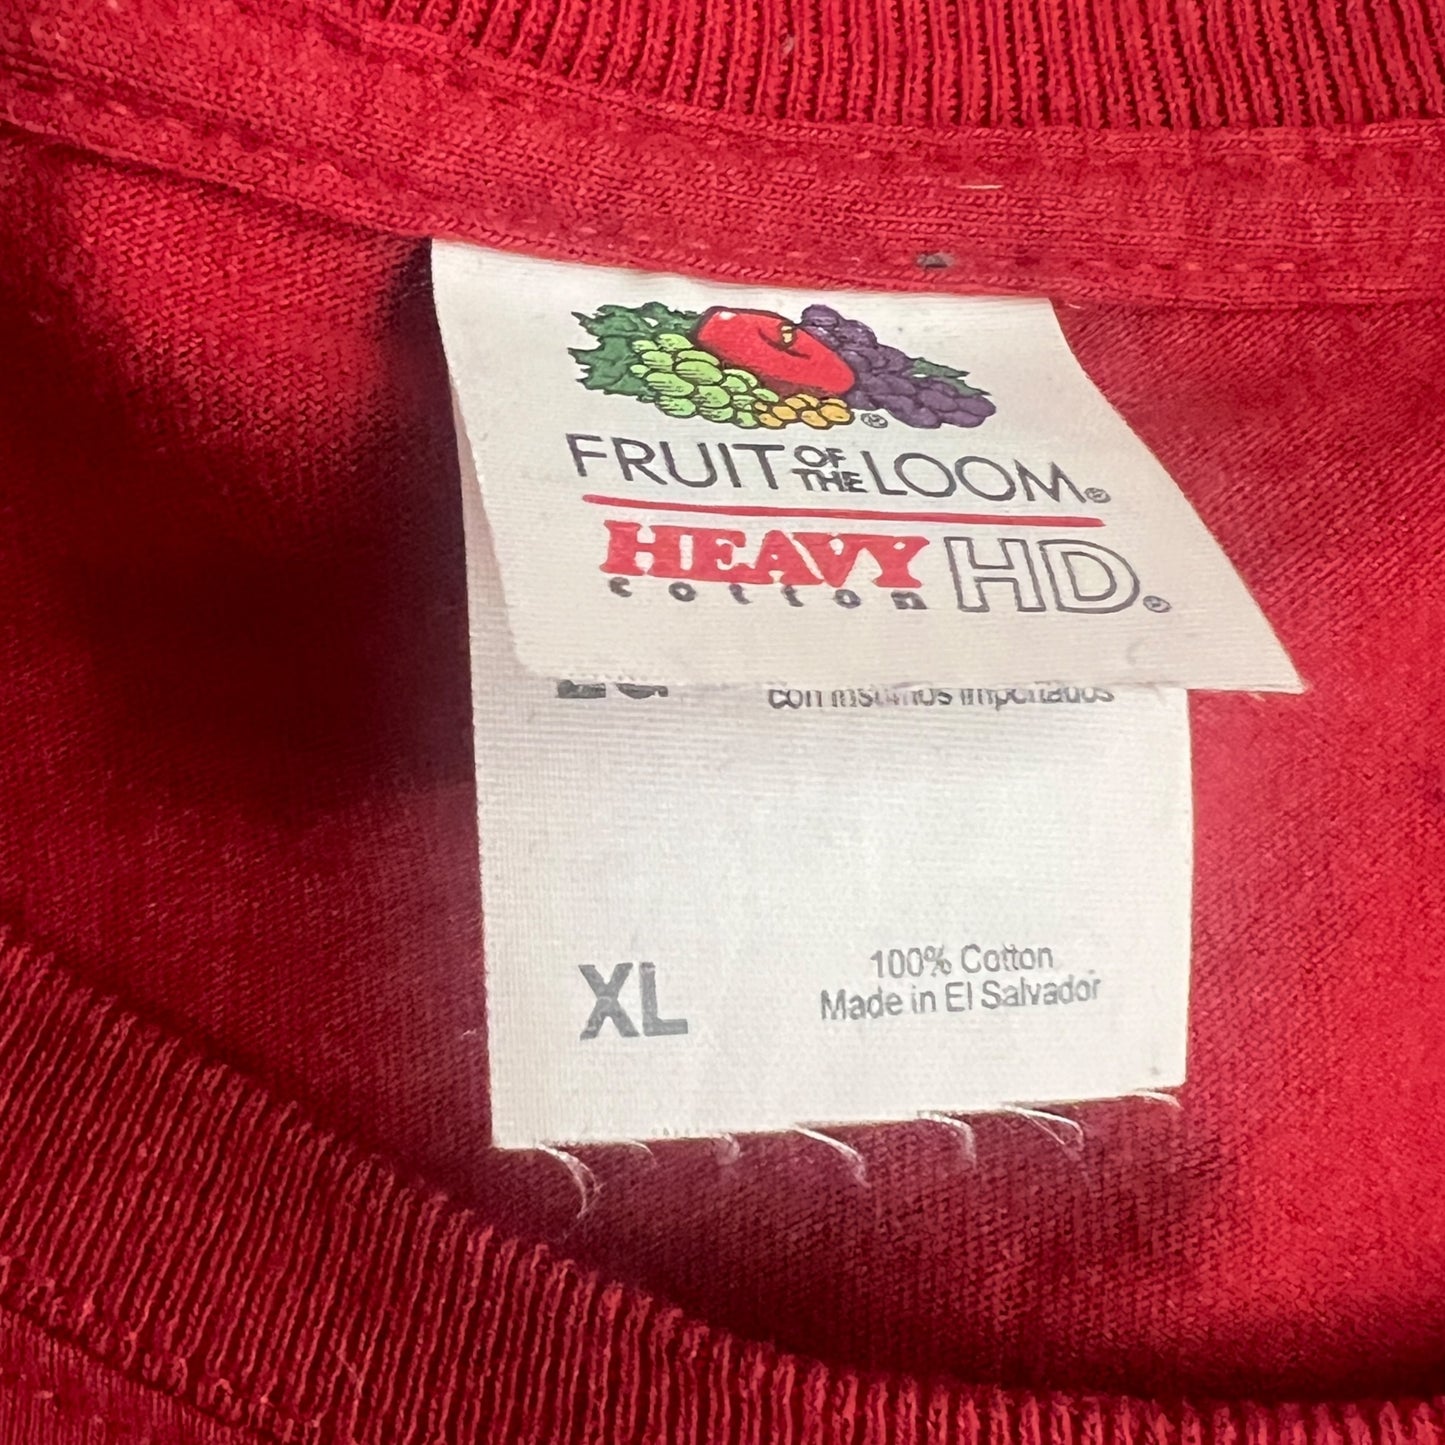 FRUIT OF THE LOOM®
HEAVY HD®
cotton
con insumos importados
XL
100% Cotton
Made in El Salvador